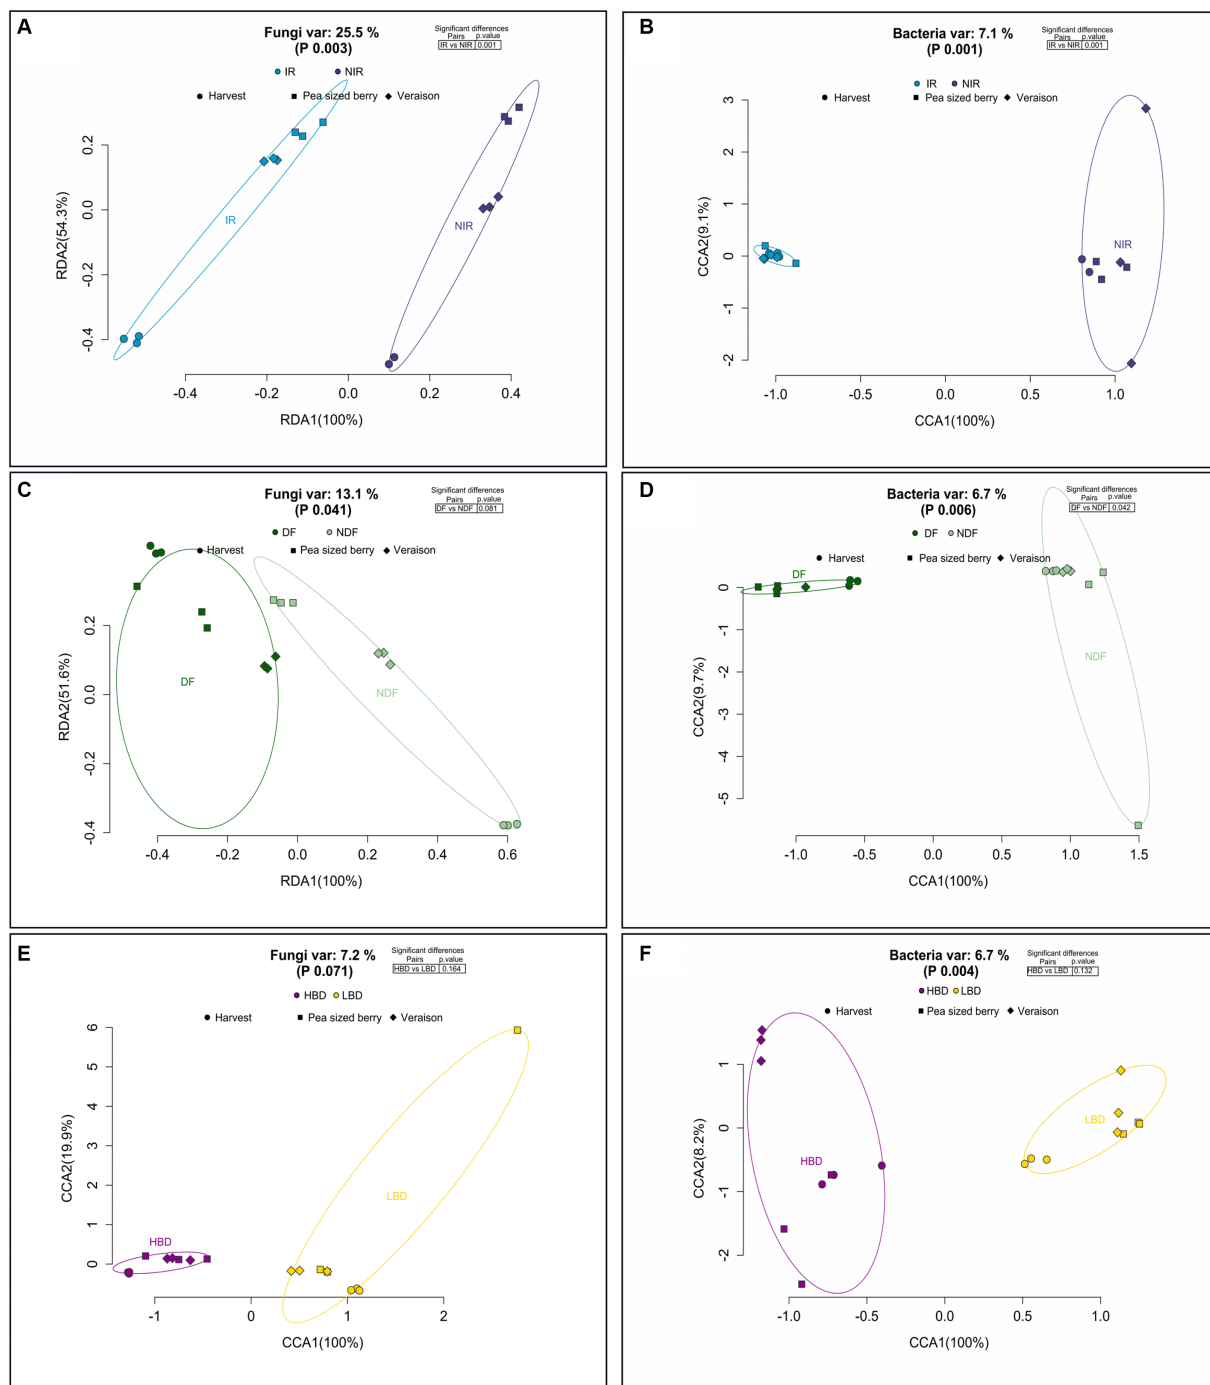 A
Fungi var: 25.5 %
(P 0.003)
Significant differences
Pairs p.value
IR vs NIR 0.001
IR NIR
Harvest Pea sized berry Veraison
0.2
0.0
-0.2
-0.4
RDA2(54.3%)
IR
NIR
-0.4 -0.2 0.0 0.2 0.4
RDA1(100%)
B
Bacteria var: 7.1 %
(P 0.001)
Significant differences
Pairs p.value
IR vs NIR 0.001
IR NIR
Harvest Pea sized berry Veraison
3
2
1
0
-1
-2
CCA2(9.1%)
NIR
-1.0 -0.5 0.0 0.5 1.0
CCA1(100%)
C
Fungi var: 13.1 %
(P 0.041)
Significant differences
Pairs p.value
DF vs NDF 0.081
DF NDF
Harvest Pea sized berry Veraison
0.2
0.0
-0.2
-0.4
RDA2(51.6%)
DF
NDF
-0.4 -0.2 0.0 0.2 0.4 0.6
RDA1(100%)
D
Bacteria var: 6.7 %
(P 0.006)
Significant differences
Pairs p.value
DF vs NDF 0.042
DF NDF
Harvest Pea sized berry Veraison
0
-1
-2
-3
-4
-5
CCA2(9.7%)
DF
NDF
-1.0 -0.5 0.0 0.5 1.0 1.5
CCA1(100%)
E
Fungi var: 7.2 %
(P 0.071)
Significant differences
Pairs p.value
HBD vs LBD 0.164
HBD LBD
Harvest Pea sized berry Veraison
6
5
4
3
2
1
0
CCA2(19.9%)
HBD
LBD
-1 0 1 2
CCA1(100%)
F
Bacteria var: 6.7 %
(P 0.004)
Significant differences
Pairs p.value
HBD vs LBD 0.132
HBD LBD
Harvest Pea sized berry Veraison
1
0
-1
-2
CCA2(8.2%)
HBD
LBD
-1.0 -0.5 0.0 0.5 1.0
CCA1(100%)